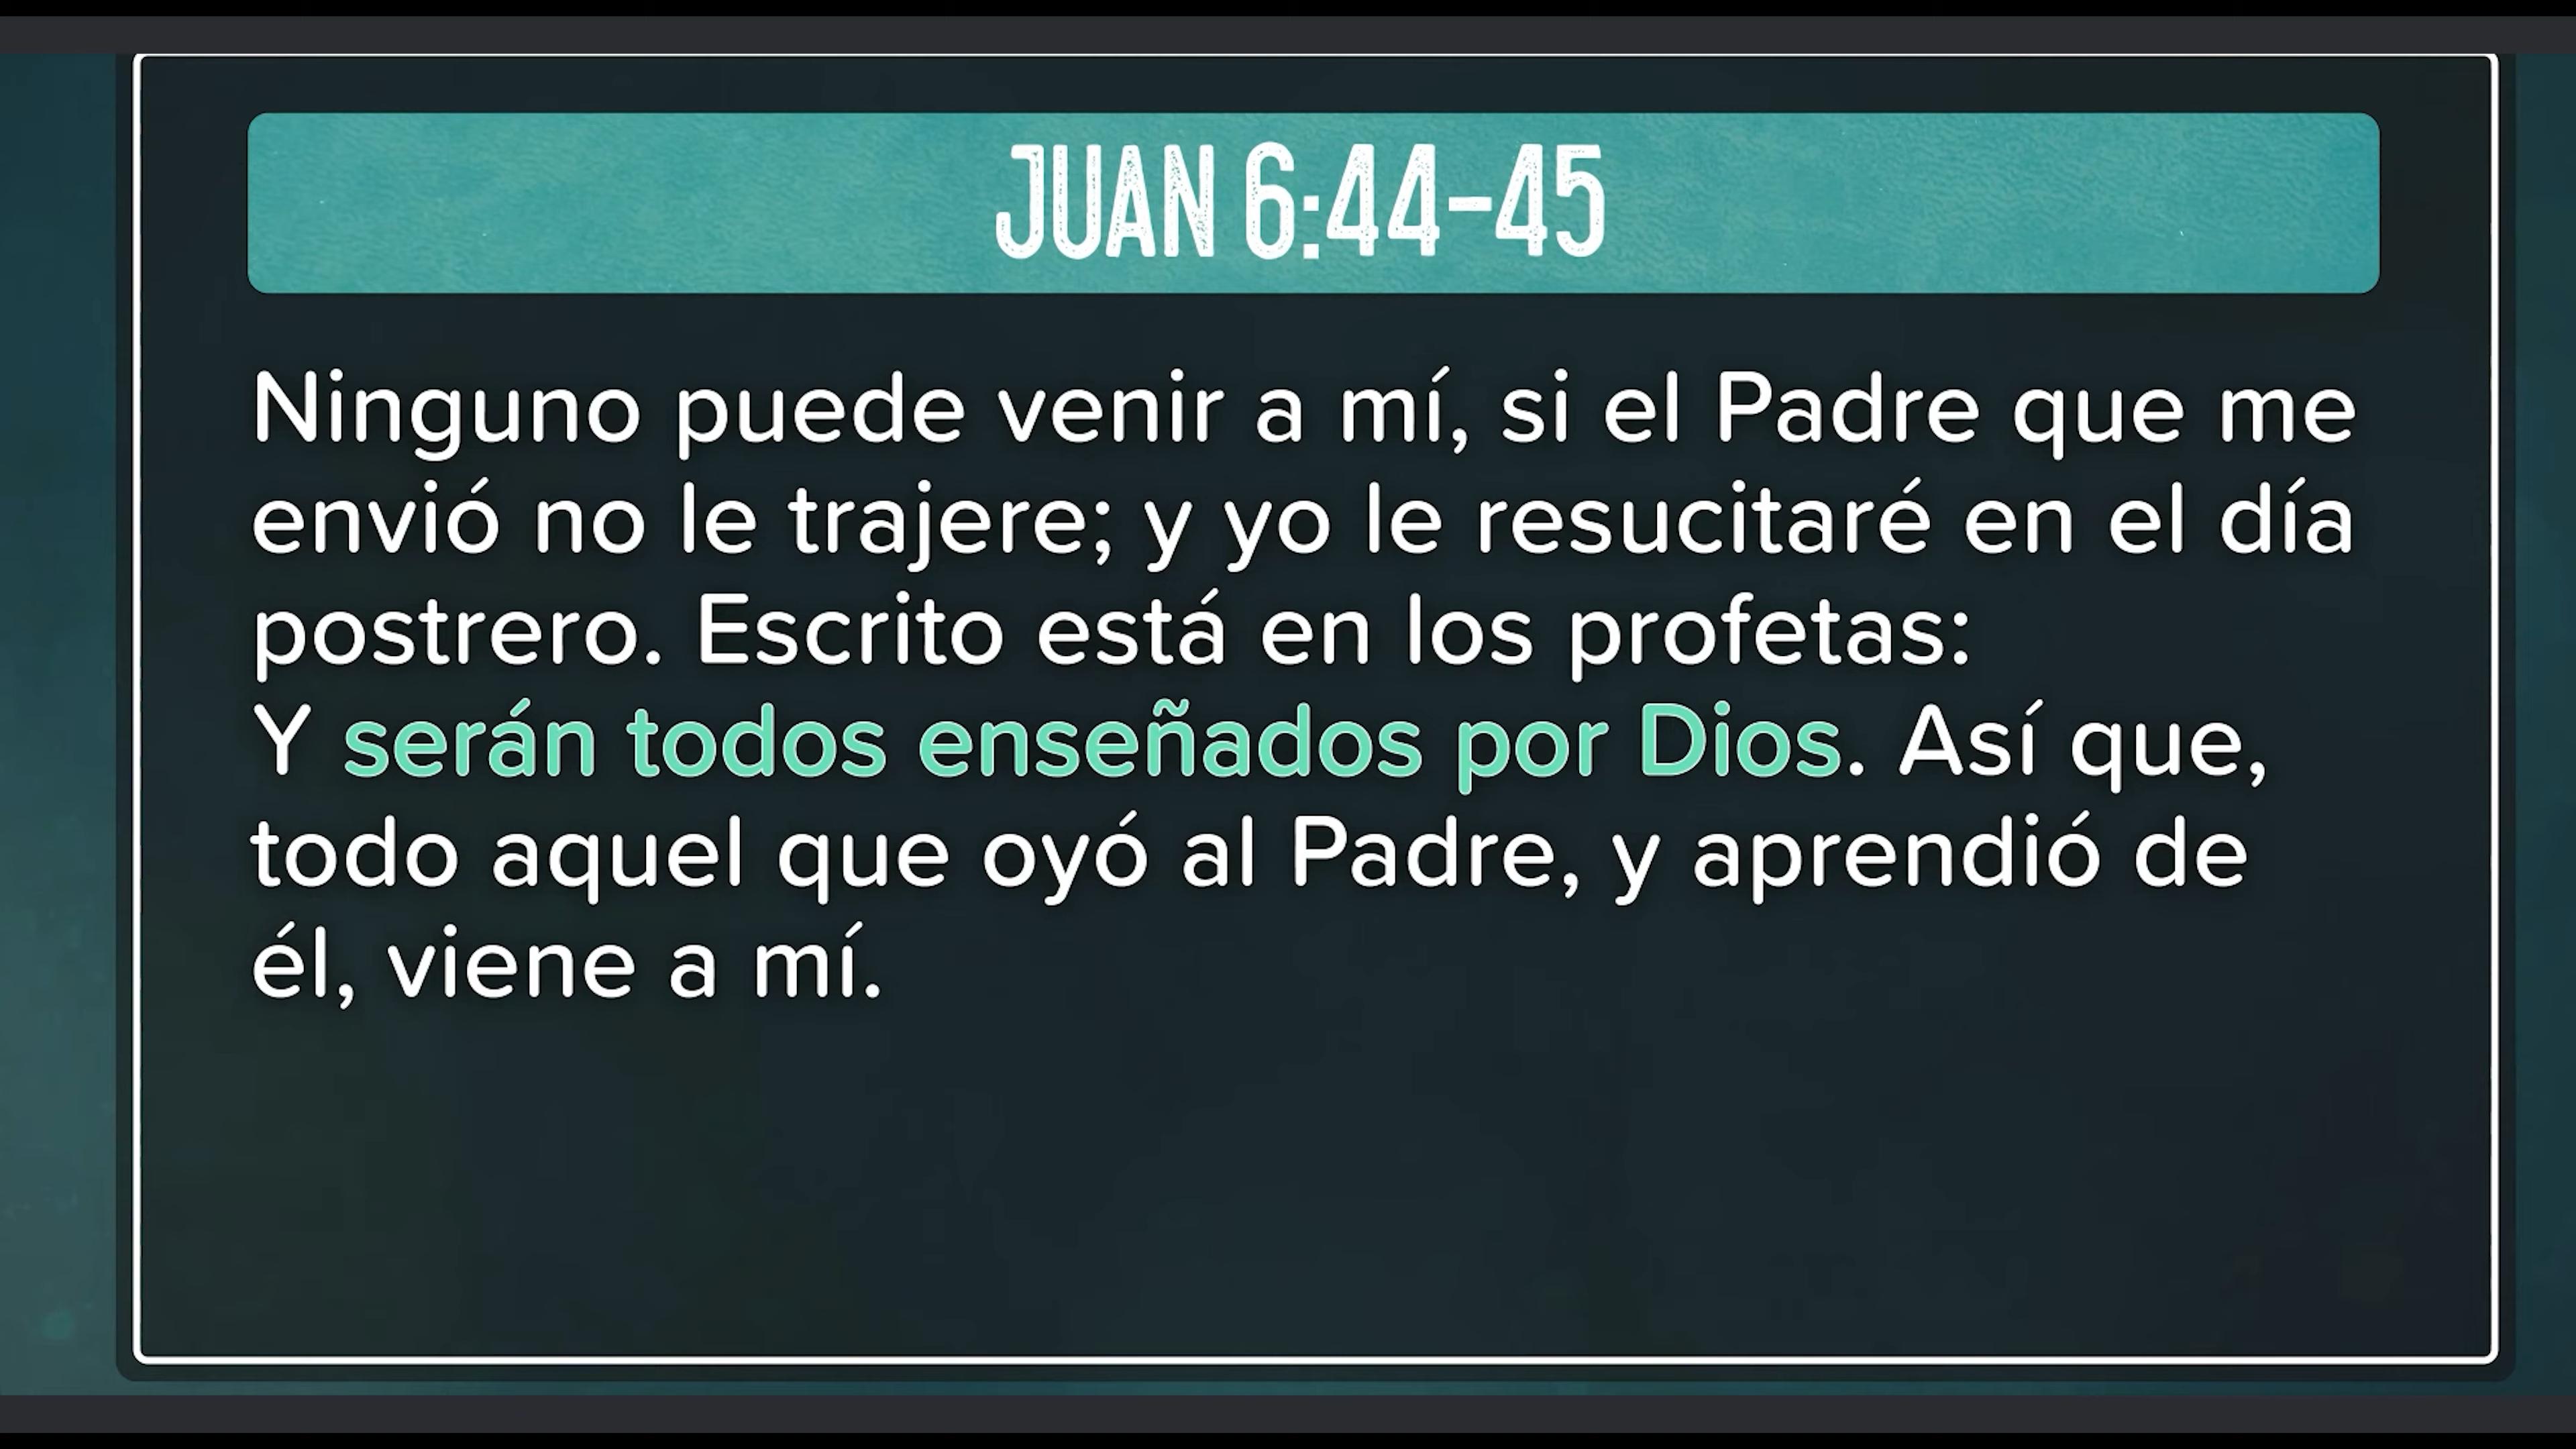 JUAN 6:44-45
Ninguno puede venir a mí, si el Padre que me
envió no le trajere; y yo le resucitaré en el día
postrero. Escrito está en los profetas:
Y serán todos enseñados por Dios. Así que,
todo aquel que oyó al Padre, y aprendió de
él, viene a mí.